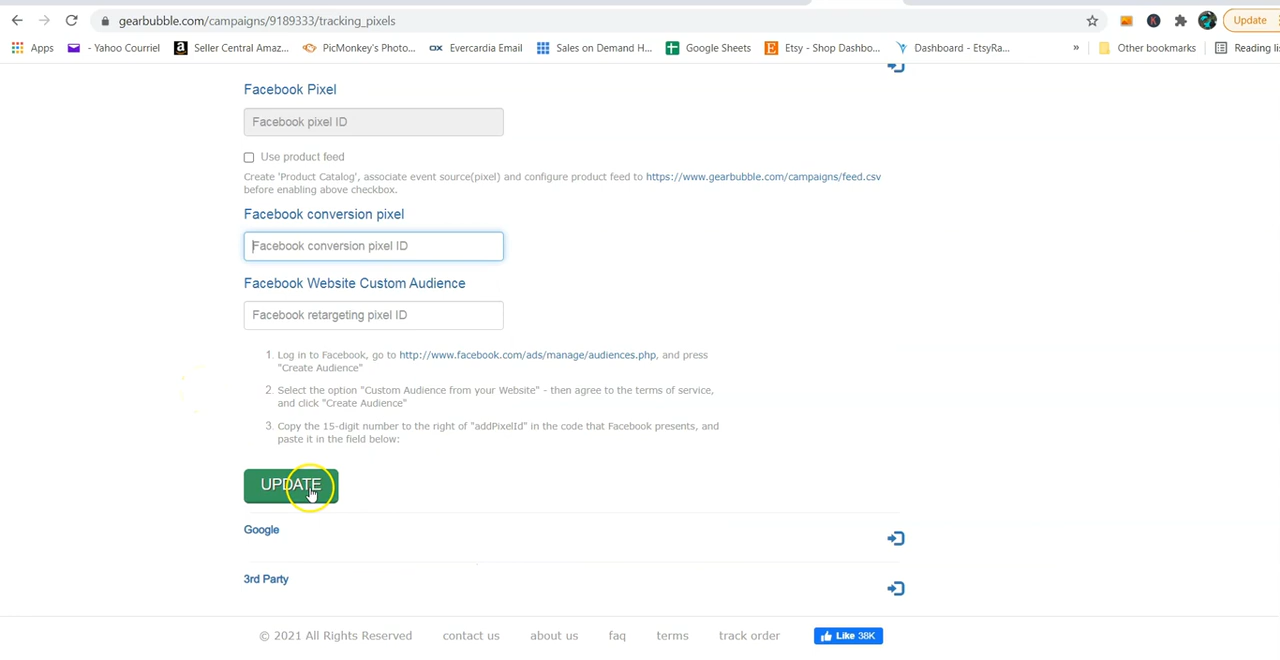 gearbubble.com/campaigns/9189333/tracking_pixels
Update
Apps
- Yahoo Courriel
Seller Central Amaz...
PicMonkey's Photo...
OX
Evercardia Email
Sales on Demand H...
Google Sheets
Etsy - Shop Dashbo...
Dashboard - EtsyRa...
»
Other bookmarks
Reading lis
Facebook Pixel
Facebook pixel ID
Use product feed
Create 'Product Catalog', associate event source(pixel) and configure product feed to https://www.gearbubble.com/campaigns/feed.csv
before enabling above checkbox.
Facebook conversion pixel
Facebook conversion pixel ID
Facebook Website Custom Audience
Facebook retargeting pixel ID
1. Log in to Facebook, go to http://www.facebook.com/ads/manage/audiences.php, and press
"Create Audience"
2. Select the option "Custom Audience from your Website" - then agree to the terms of service,
and click "Create Audience"
3. Copy the 15-digit number to the right of "addPixelId" in the code that Facebook presents, and
paste it in the field below:
UPDATE
Google
3rd Party
© 2021 All Rights Reserved
contact us
about us
faq
terms
track order
Like 38K